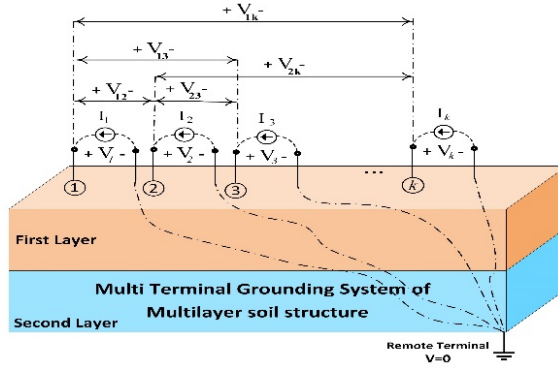 + V1k -
+ V13 -
+ V2k -
+ V12 - + V23 -
I1 I2 I3 Ik
+ V1 - + V2 - + V3 - + Vk -
1 2 3 ... k
First Layer
Multi Terminal Grounding System of
Multilayer soil structure
Second Layer
Remote Terminal
V=0